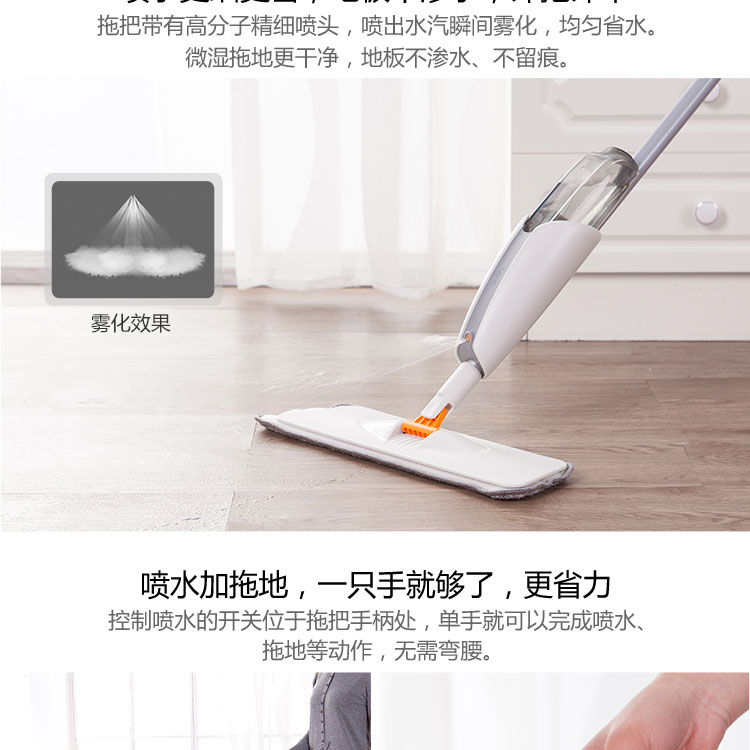 拖把带有高分子精细喷头，喷出水汽瞬间雾化，均匀省水。
微湿拖地更干净，地板不渗水、不留痕。
雾化效果
喷水加拖地，一只手就够了，更省力
控制喷水的开关位于拖把手柄处，单手就可以完成喷水、
拖地等动作，无需弯腰。